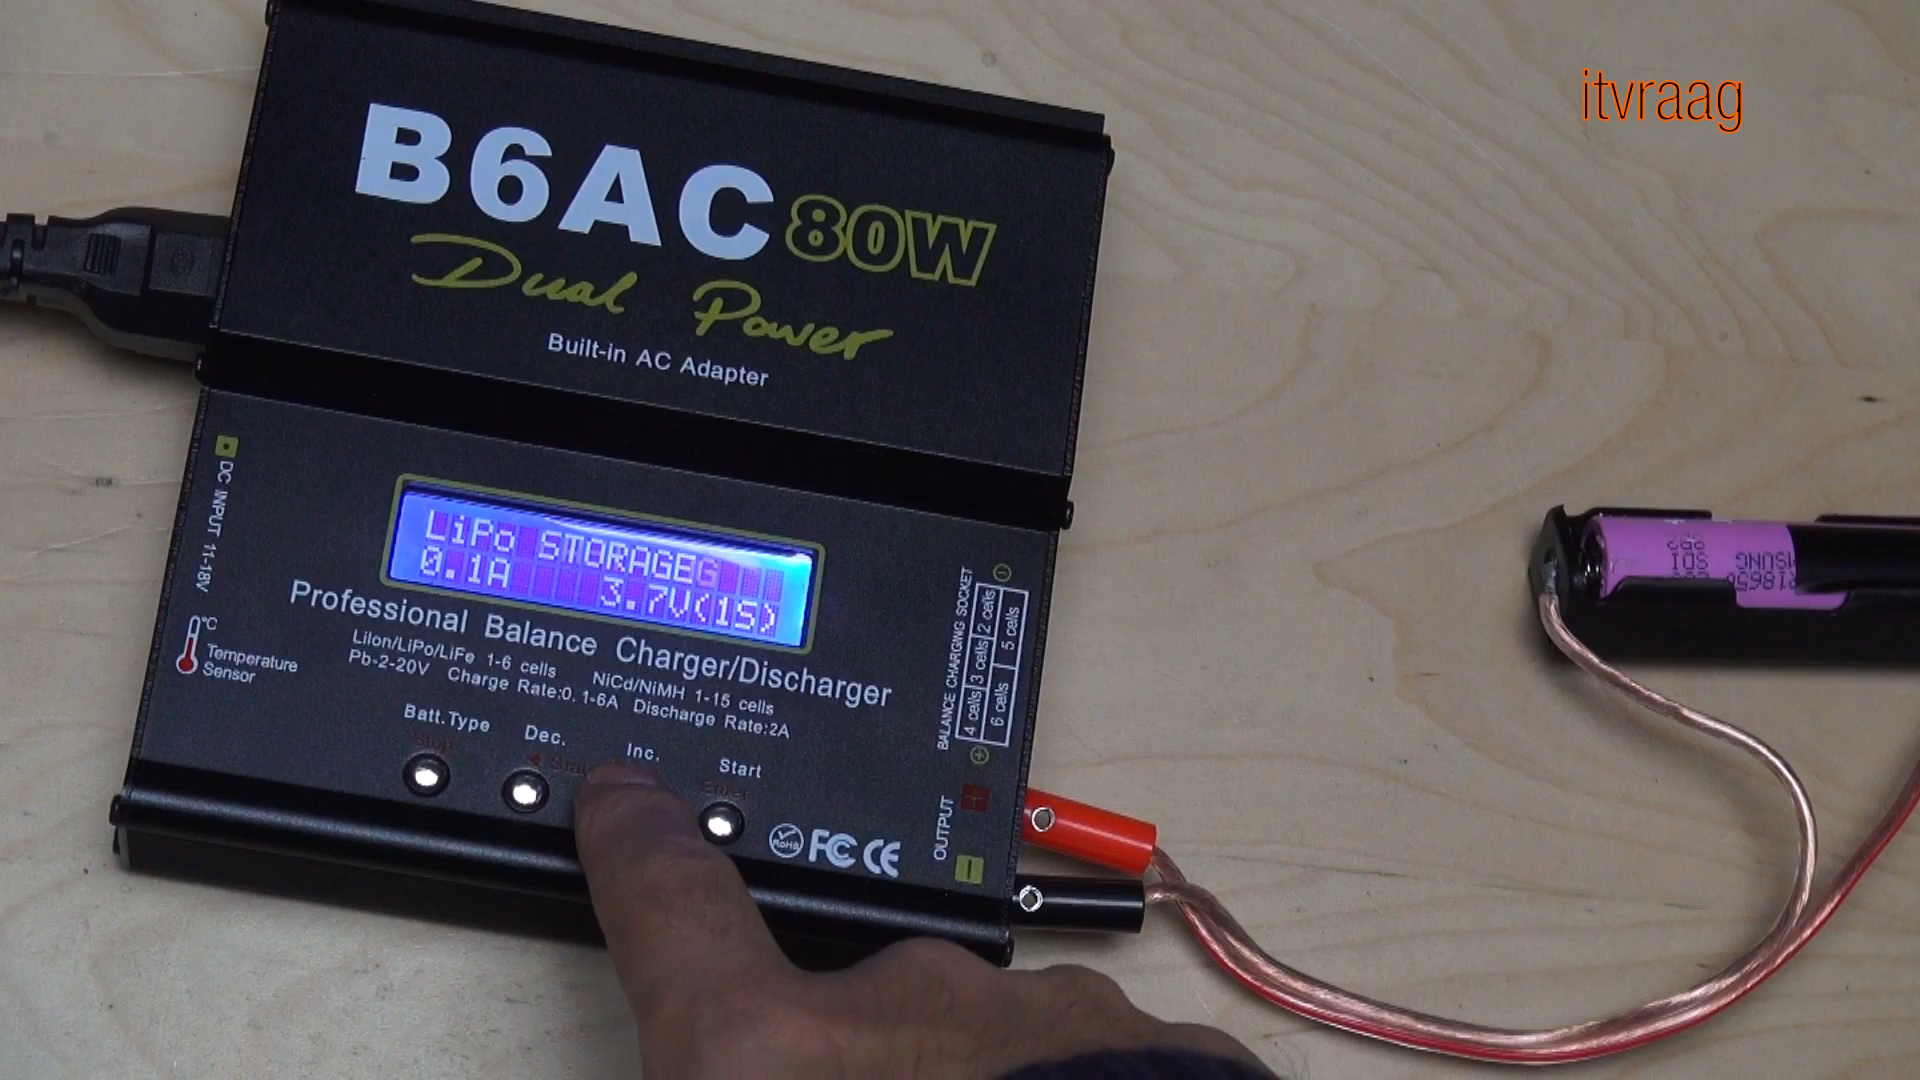 itvraag
B6AC 80W
Dual Power
Built-in AC Adapter
DC INPUT 11-18V
LiPo STORAGE
0.1A 3.7V(1S)
Professional Balance Charger/Discharger
LiIon/LiPo/LiFe 1-6 cells NiCd/NiMH 1-15 cells
Pb-2-20V Charge Rate:0.1-6A Discharge Rate:2A
°C
Temperature
Sensor
Batt.Type Dec. Inc. Start
Stop Enter
BALANCE CHARGING SOCKET
2 cells
3 cells
4 cells
5 cells
6 cells
OUTPUT
RoHS FC CE
SDI